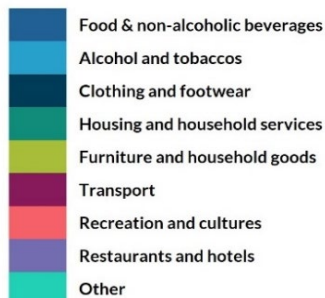 Food & non-alcoholic beverages
Alcohol and tobaccos
Clothing and footwear
Housing and household services
Furniture and household goods
Transport
Recreation and cultures
Restaurants and hotels
Other